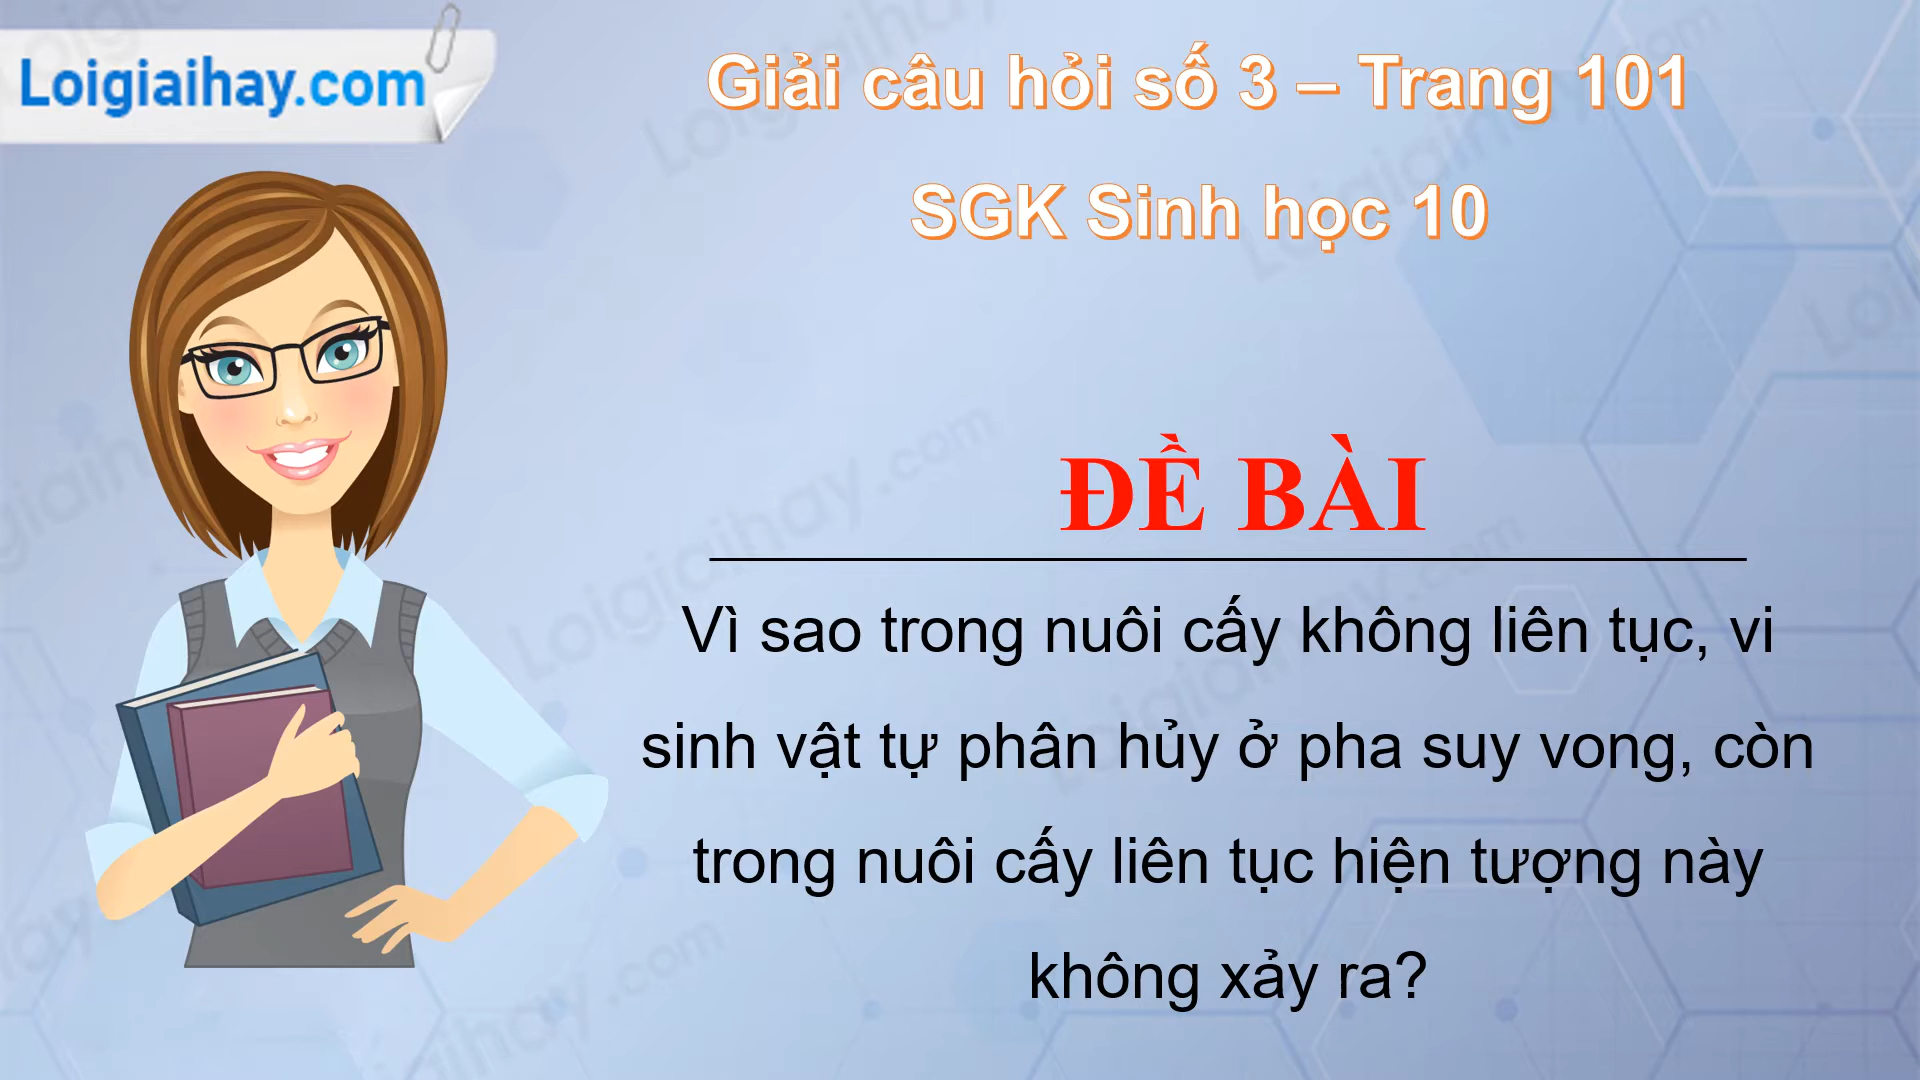 Loigiaihay.com
Giải câu hỏi số 3 – Trang 101
SGK Sinh học 10
ĐỀ BÀI
Vì sao trong nuôi cấy không liên tục, vi
sinh vật tự phân hủy ở pha suy vong, còn
trong nuôi cấy liên tục hiện tượng này
không xảy ra?